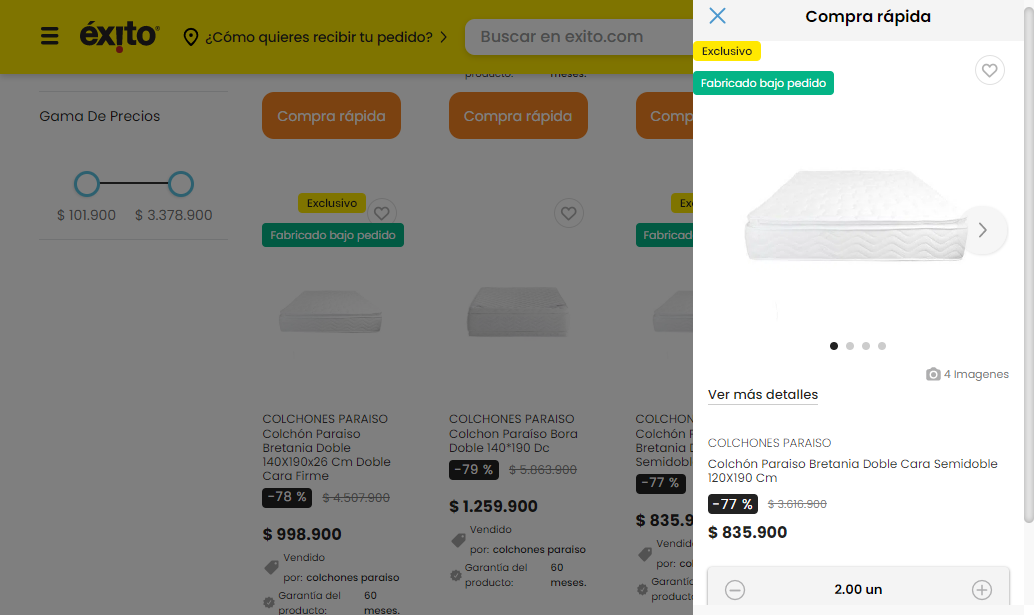 éxito
¿Cómo quieres recibir tu pedido?
Buscar en exito.com
producto: meses.
Gama De Precios
$ 101.900 $ 3.378.900
Compra rápida
Compra rápida
Comp
Exclusivo
Fabricado bajo pedido
COLCHONES PARAISO
Colchón Paraiso
Bretania Doble
140X190x26 Cm Doble
Cara Firme
-78 % $ 4.507.900
$ 998.900
Vendido
por: colchones paraiso
Garantía del 60
producto: meses.
COLCHONES PARAISO
Colchon Paraíso Bora
Doble 140*190 Dc
-79 % $ 5.863.900
$ 1.259.900
Vendido
por: colchones paraiso
Garantía del 60
producto: meses.
Ex
Fabricad
COLCHON
Colchón P
Bretania D
Semidobl
-77 %
$ 835.9
Vendid
por: co
Garantí
produc
Compra rápida
Exclusivo
Fabricado bajo pedido
4 Imagenes
Ver más detalles
COLCHONES PARAISO
Colchón Paraiso Bretania Doble Cara Semidoble
120X190 Cm
-77 % $ 3.616.900
$ 835.900
2.00 un